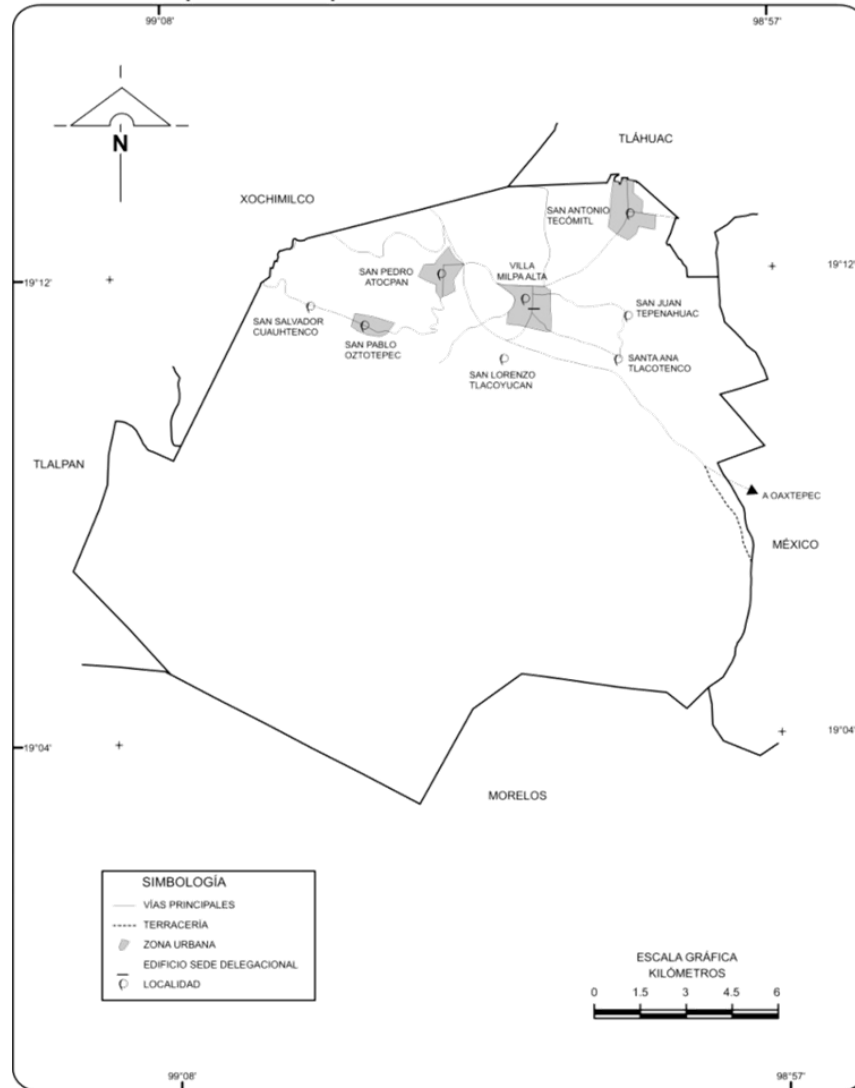 99°08'
98°57'
N
TLÁHUAC
XOCHIMILCO
SAN ANTONIO
TECÓMITL
19°12'
19°12'
SAN PEDRO
ATOCPAN
VILLA
MILPA ALTA
SAN SALVADOR
CUAUHTENCO
SAN PABLO
OZTOTEPEC
SAN JUAN
TEPENAHUAC
SAN LORENZO
TLACOYUCAN
SANTA ANA
TLACOTENCO
TLALPAN
A OAXTEPEC
MÉXICO
19°04'
19°04'
MORELOS
SIMBOLOGÍA
VÍAS PRINCIPALES
TERRACERÍA
ZONA URBANA
EDIFICIO SEDE DELEGACIONAL
LOCALIDAD
ESCALA GRÁFICA
KILÓMETROS
0 1.5 3 4.5 6
99°08'
98°57'